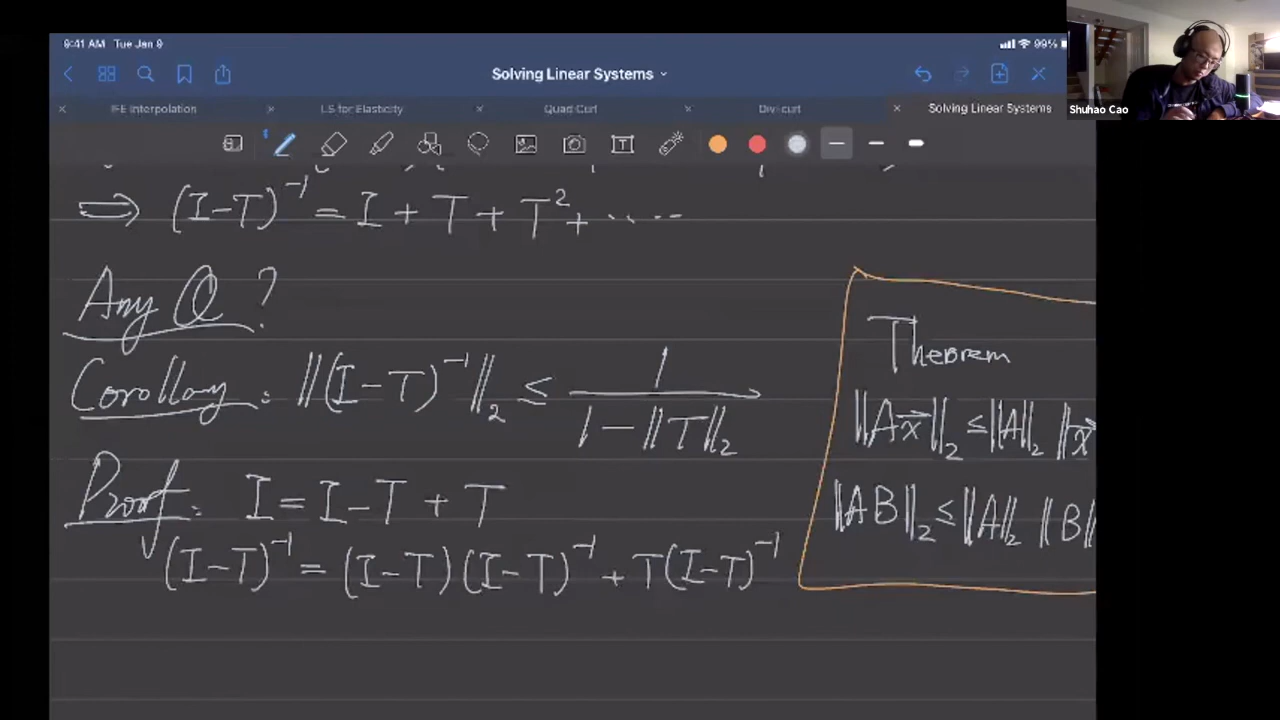 9:41 AM Tue Jan 9
99%
Solving Linear Systems
Shuhao Cao
IFE Interpolation
LS for Elasticity
Quad Curl
Div-curl
Solving Linear Systems
⟹ (I-T)⁻¹ = I + T + T² + ······
Any Q?
Corollary: ||(I-T)⁻¹||₂ ≤ 1/(1-||T||₂)
Proof: I = I-T + T
(I-T)⁻¹ = (I-T)(I-T)⁻¹ + T(I-T)⁻¹
Theorem
||Ax⃗||₂ ≤ ||A||₂ ||x⃗
||AB||₂ ≤ ||A||₂ ||B||